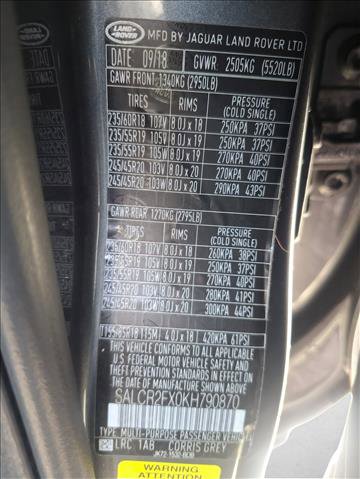 LAND ROVER
MFD BY JAGUAR LAND ROVER LTD
DATE 09/18 GVWR 2505KG (5520LB)
GAWR FRONT 1340KG (2950LB)
TIRES RIMS PRESSURE (COLD/NORMAL)
235/60R18 103V 8.0J x 18 250KPA 37PSI
235/55R19 105V 8.0J x 19 250KPA 37PSI
235/55R19 105W 8.0J x 19 270KPA 40PSI
245/45R20 103V 8.0J x 20 270KPA 40PSI
245/45R20 103W 8.0J x 20 290KPA 43PSI
GAWR REAR 1270KG (2795LB)
TIRES RIMS PRESSURE (COLD/NORMAL)
235/60R18 103V 8.0J x 18 260KPA 38PSI
235/55R19 105V 8.0J x 19 250KPA 37PSI
235/55R19 105W 8.0J x 19 270KPA 40PSI
245/45R20 103V 8.0J x 20 280KPA 41PSI
245/45R20 103W 8.0J x 20 300KPA 44PSI
115M 4.0J x 18 420KPA 61PSI
THIS VEHICLE CONFORMS TO ALL APPLICABLE
U.S. FEDERAL MOTOR VEHICLE SAFETY AND
THEFT PREVENTION STANDARDS IN EFFECT ON
THE DATE OF MANUFACTURE SHOWN ABOVE
SALCR2FX0KH790870
TYPE MULTI-PURPOSE PASSENGER VEHICLE
LRC 1AB CORRIS GREY
WARNING